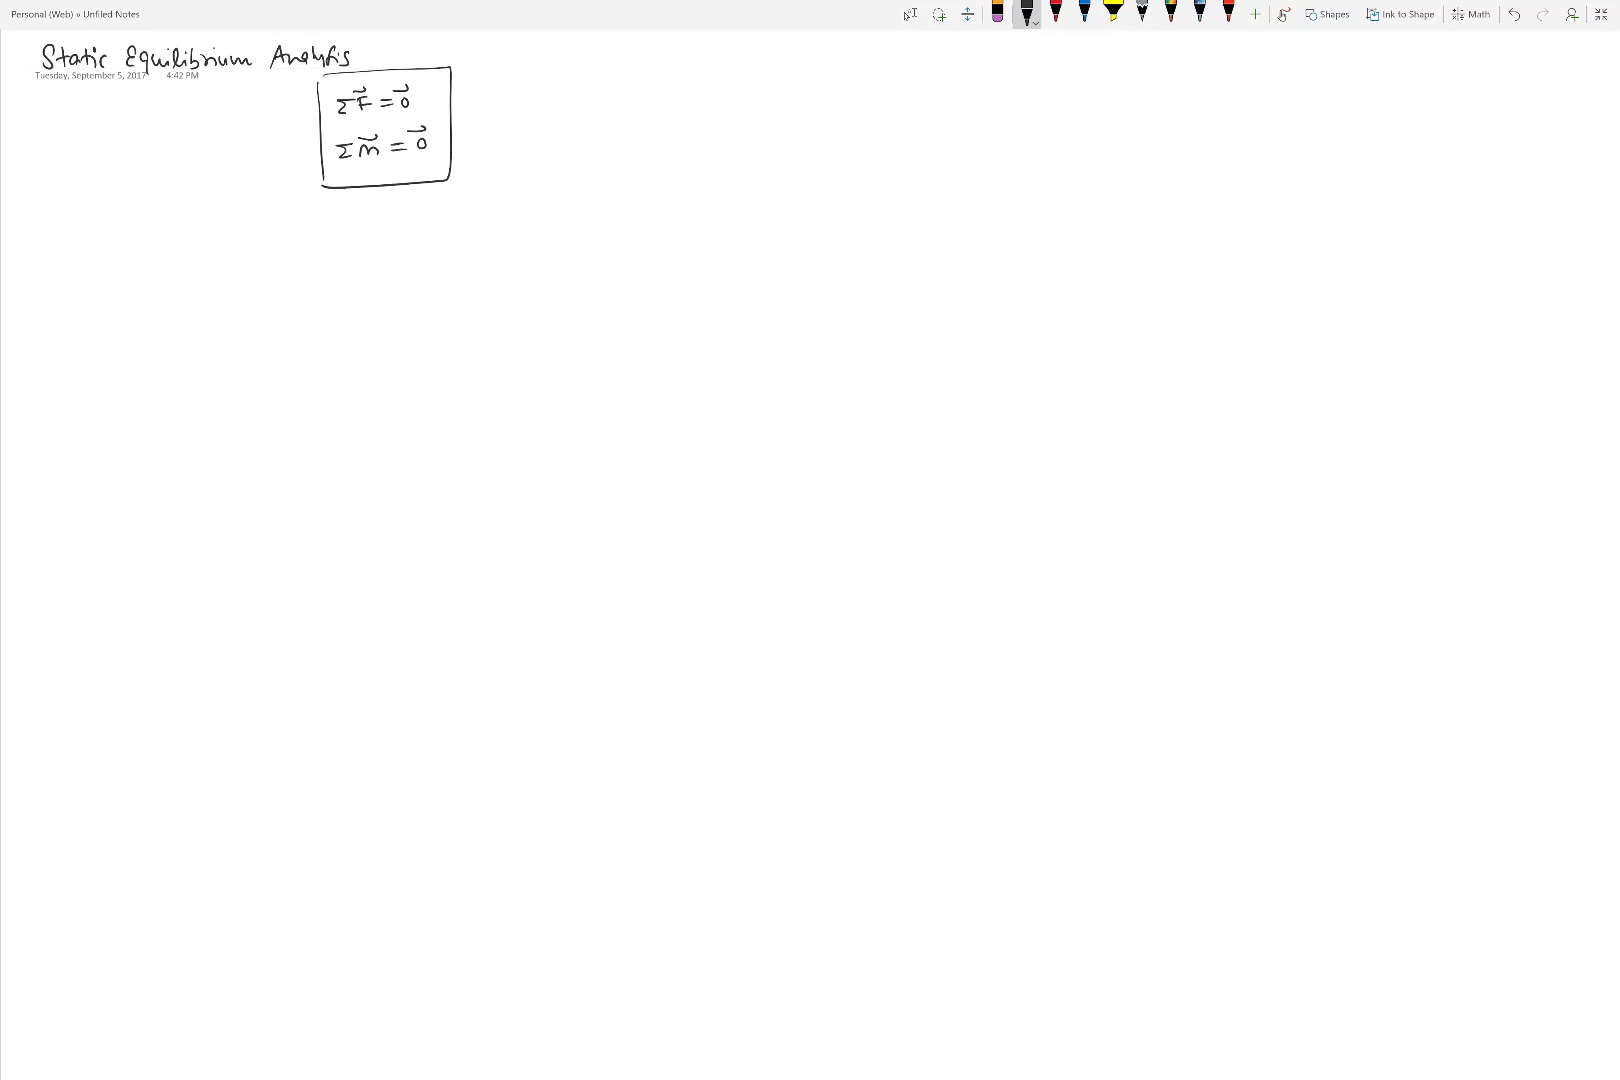 Personal (Web) » Unfiled Notes
Shapes
Ink to Shape
Math
Static Equilibrium Analysis
Tuesday, September 5, 2017 4:42 PM
ΣF⃗ = 0⃗
ΣM⃗ = 0⃗